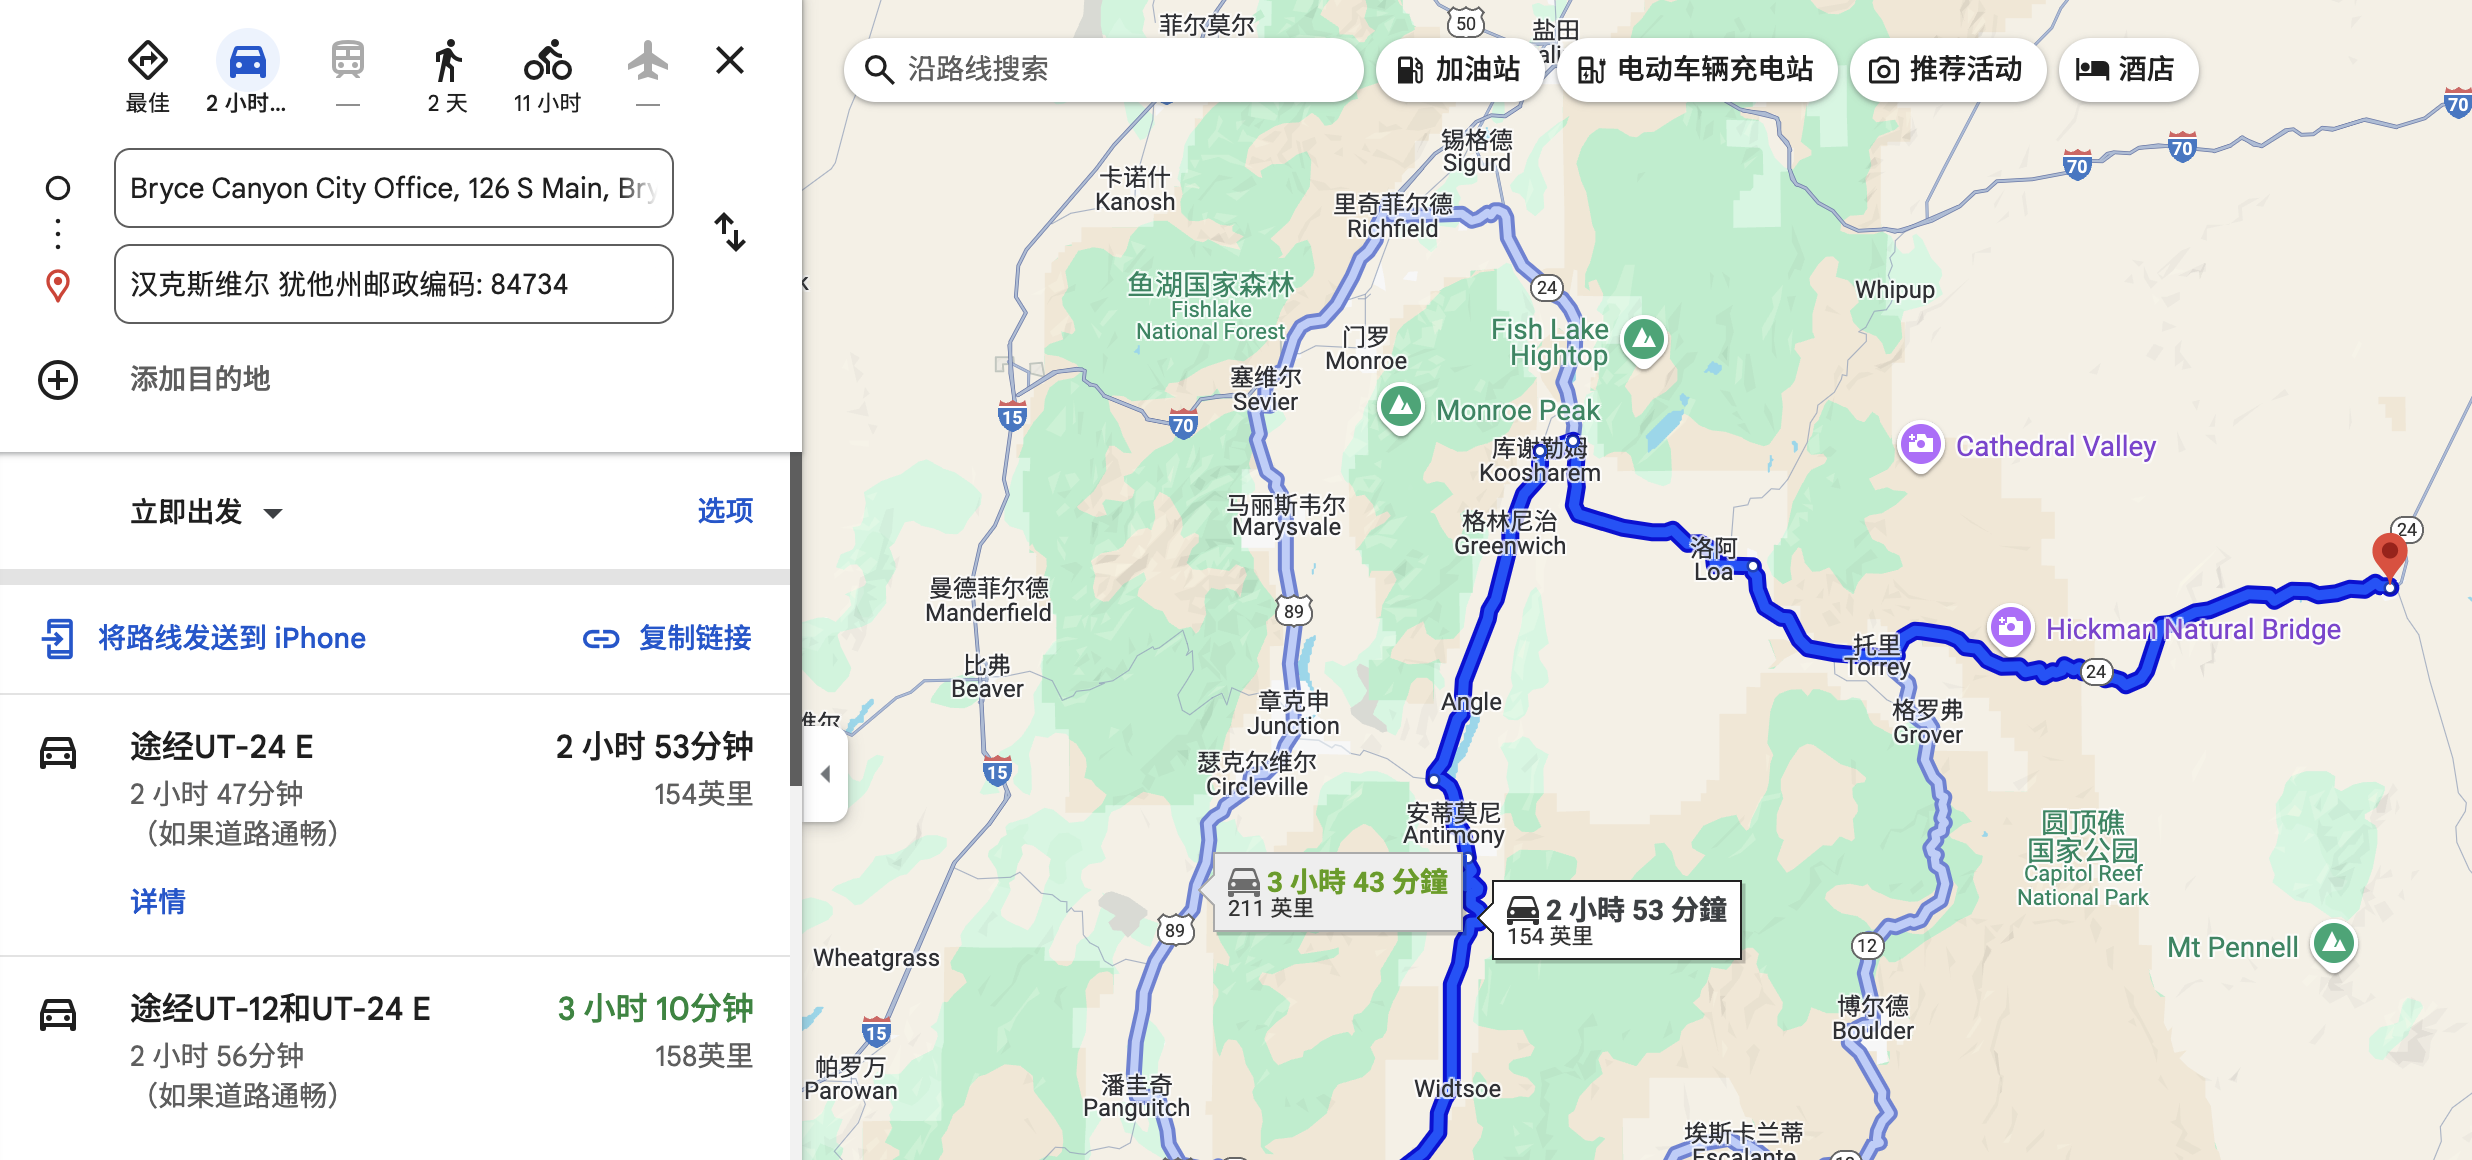 最佳
2 小时...
—
2 天
11 小时
—
Bryce Canyon City Office, 126 S Main, Bry
汉克斯维尔 犹他州邮政编码: 84734
添加目的地
立即出发
选项
将路线发送到 iPhone
复制链接
途经UT-24 E
2 小时 53分钟
2 小时 47分钟
154英里
（如果道路通畅）
详情
途经UT-12和UT-24 E
3 小时 10分钟
2 小时 56分钟
158英里
（如果道路通畅）
沿路线搜索
加油站
电动车辆充电站
推荐活动
酒店
菲尔莫尔
50
盐田
70
70
70
锡格德
Sigurd
卡诺什
Kanosh
里奇菲尔德
Richfield
24
Whipup
鱼湖国家森林
Fishlake
National Forest
门罗
Monroe
Fish Lake
Hightop
塞维尔
Sevier
15
70
Monroe Peak
库谢勒姆
Koosharem
Cathedral Valley
马丽斯韦尔
Marysvale
格林尼治
Greenwich
24
洛阿
Loa
曼德菲尔德
Manderfield
89
Hickman Natural Bridge
托里
Torrey
24
比弗
Beaver
维尔
章克申
Junction
Angle
格罗弗
Grover
15
瑟克尔维尔
Circleville
安蒂莫尼
Antimony
圆顶礁
国家公园
Capitol Reef
National Park
3 小時 43 分鐘
211 英里
2 小時 53 分鐘
154 英里
89
12
Mt Pennell
Wheatgrass
博尔德
Boulder
15
帕罗万
Parowan
潘圭奇
Panguitch
Widtsoe
埃斯卡兰蒂
Escalante